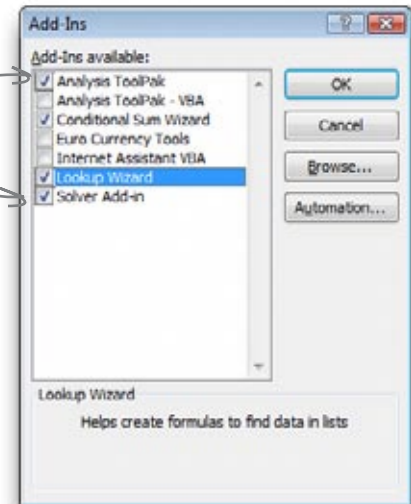 Add-Ins
Add-Ins available:
Analysis ToolPak
Analysis ToolPak - VBA
Conditional Sum Wizard
Euro Currency Tools
Internet Assistant VBA
Lookup Wizard
Solver Add-in
OK
Cancel
Browse...
Automation...
Lookup Wizard
Helps create formulas to find data in lists